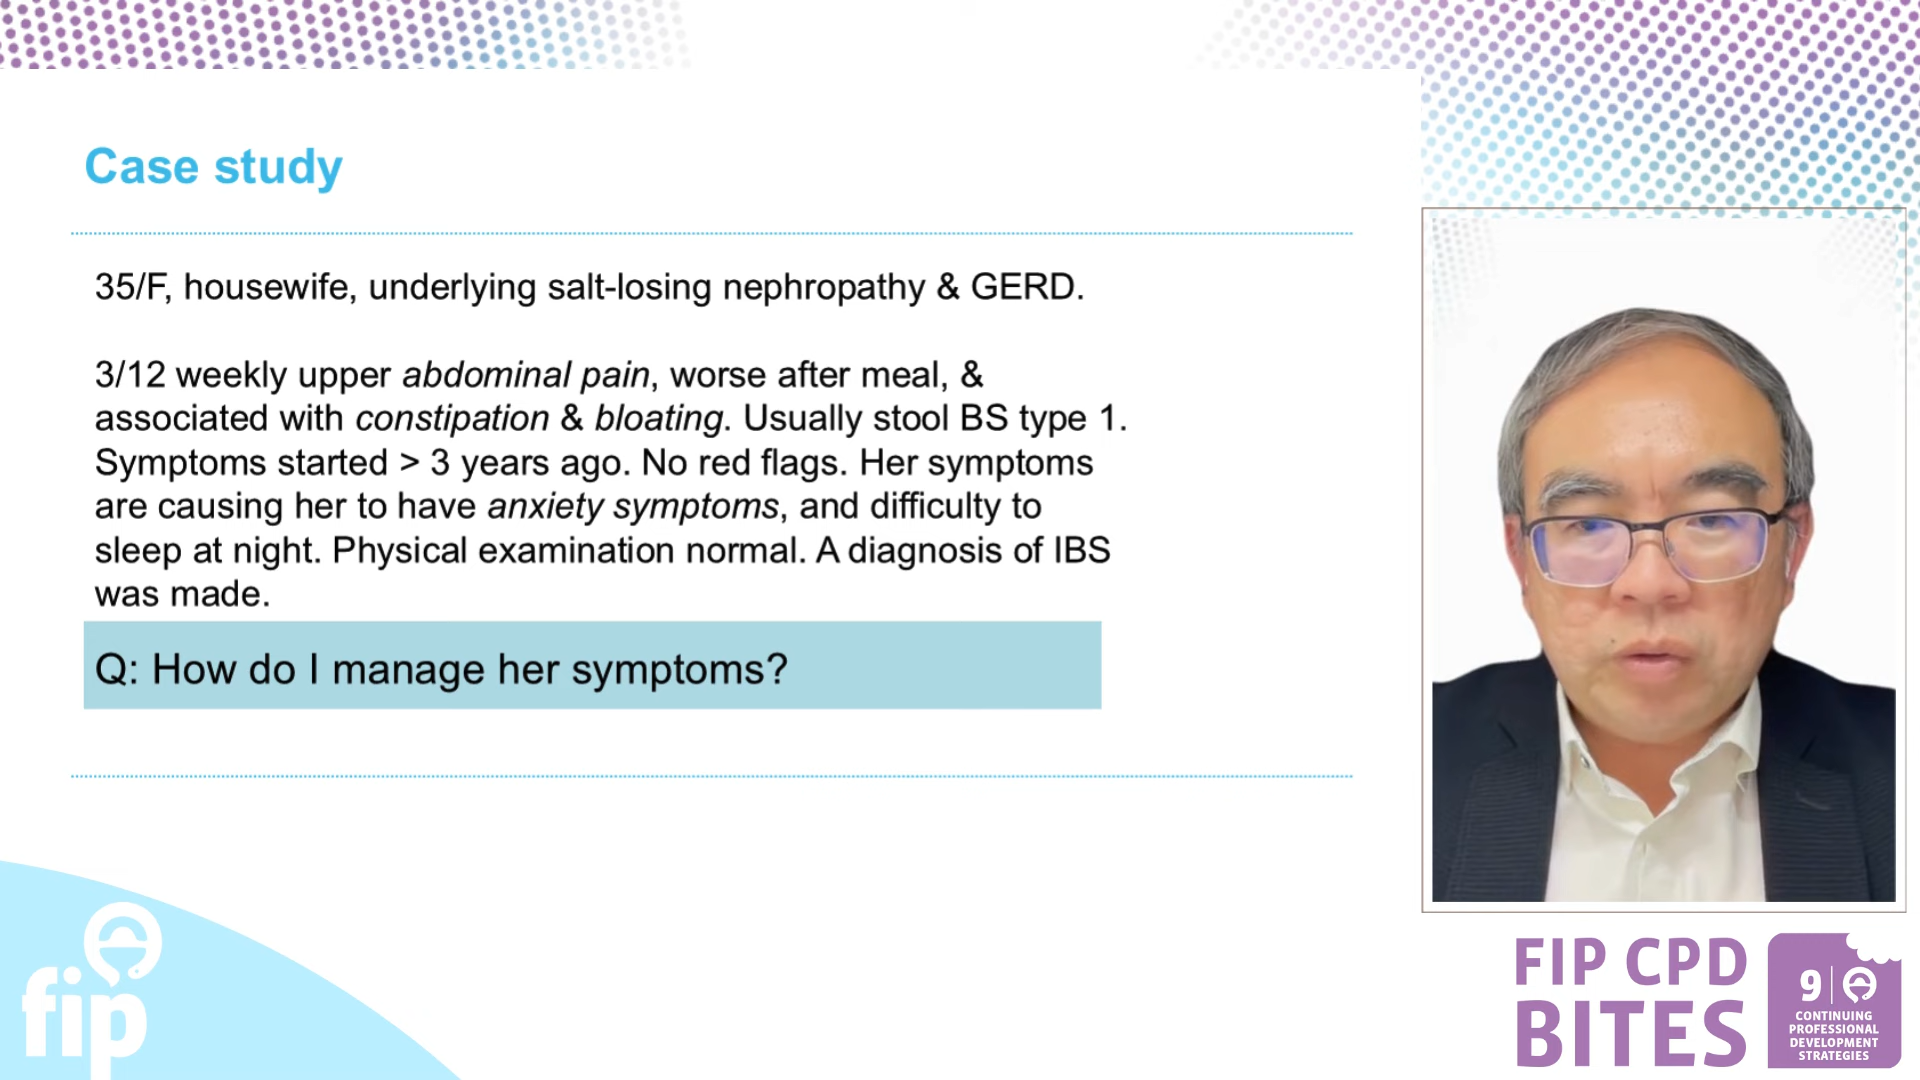 Case study
35/F, housewife, underlying salt-losing nephropathy & GERD.
3/12 weekly upper abdominal pain, worse after meal, &
associated with constipation & bloating. Usually stool BS type 1.
Symptoms started > 3 years ago. No red flags. Her symptoms
are causing her to have anxiety symptoms, and difficulty to
sleep at night. Physical examination normal. A diagnosis of IBS
was made.
Q: How do I manage her symptoms?
fip
FIP CPD
BITES
9
CONTINUING
PROFESSIONAL
DEVELOPMENT
STRATEGIES